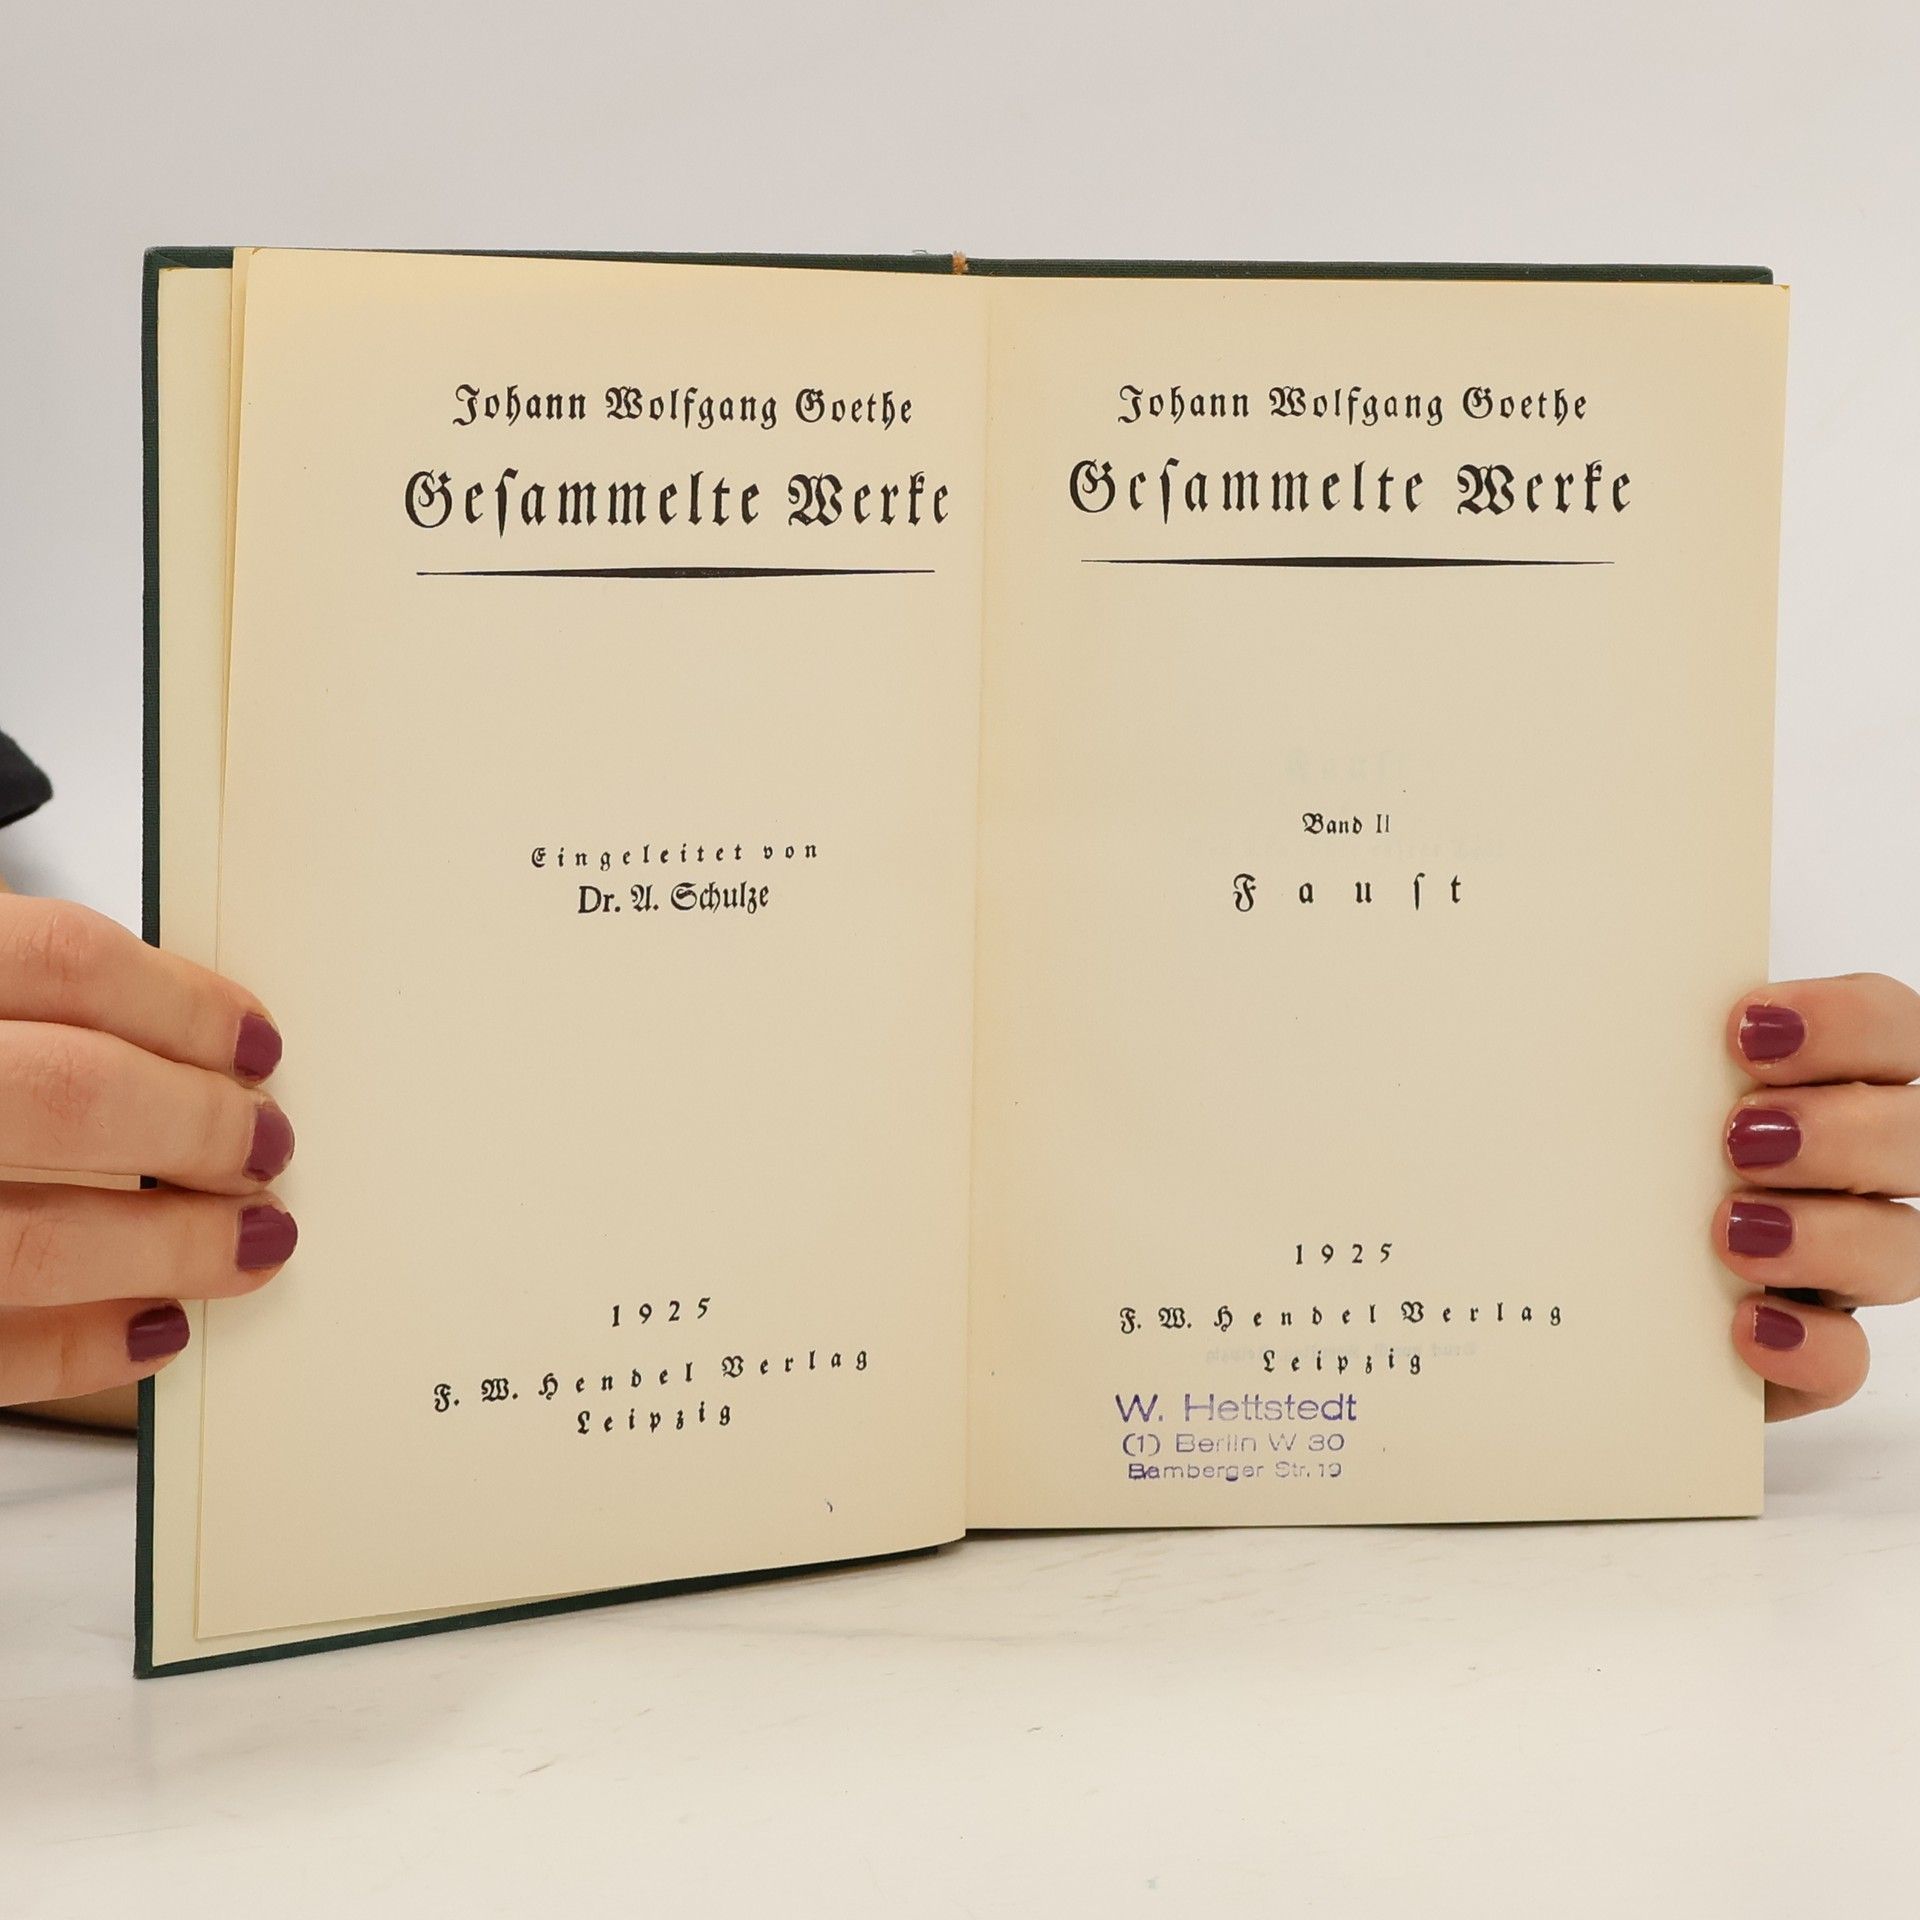 Johann Wolfgang Goethe
Geſammelte Werke
Eingeleitet von
Dr. A. Schulze
1925
F. W. Hendel Verlag
Leipzig
Johann Wolfgang Goethe
Geſammelte Werke
Band II
Fauſt
1925
F. W. Hendel Verlag
Leipzig
W. Hettstedt
(1) Berlin W 30
Bamberger Str. 19